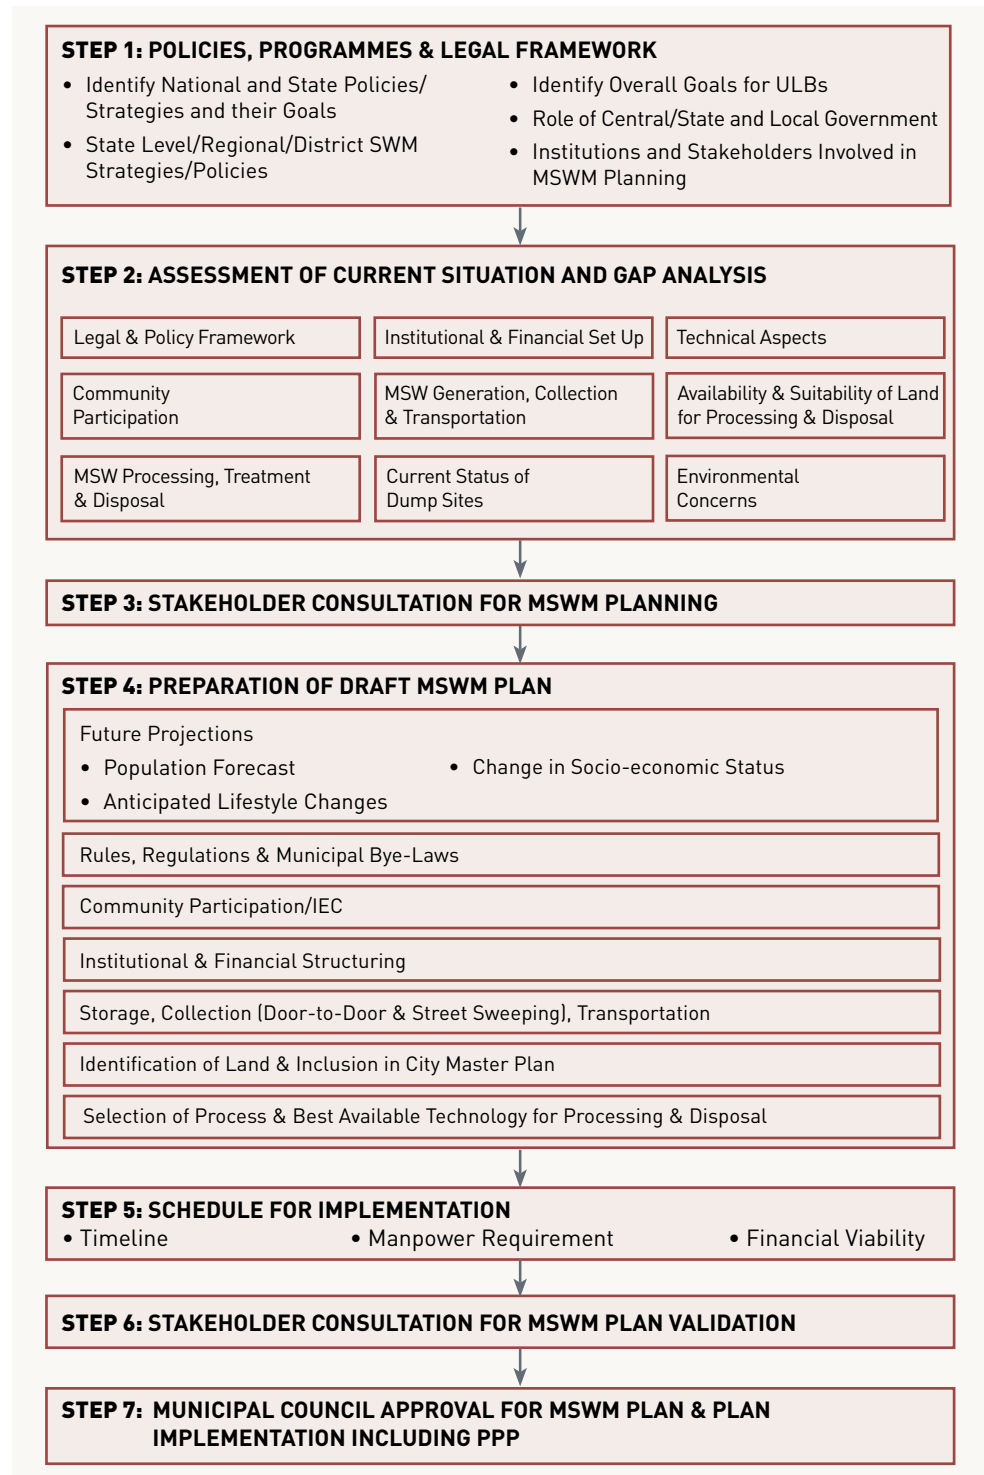 STEP 1: POLICIES, PROGRAMMES & LEGAL FRAMEWORK
• Identify National and State Policies/
Strategies and their Goals
• State Level/Regional/District SWM
Strategies/Policies
• Identify Overall Goals for ULBs
• Role of Central/State and Local Government
• Institutions and Stakeholders Involved in
MSWM Planning
STEP 2: ASSESSMENT OF CURRENT SITUATION AND GAP ANALYSIS
Legal & Policy Framework
Institutional & Financial Set Up
Technical Aspects
Community
Participation
MSW Generation, Collection
& Transportation
Availability & Suitability of Land
for Processing & Disposal
MSW Processing, Treatment
& Disposal
Current Status of
Dump Sites
Environmental
Concerns
STEP 3: STAKEHOLDER CONSULTATION FOR MSWM PLANNING
STEP 4: PREPARATION OF DRAFT MSWM PLAN
Future Projections
• Population Forecast
• Change in Socio-economic Status
• Anticipated Lifestyle Changes
Rules, Regulations & Municipal Bye-Laws
Community Participation/IEC
Institutional & Financial Structuring
Storage, Collection (Door-to-Door & Street Sweeping), Transportation
Identification of Land & Inclusion in City Master Plan
Selection of Process & Best Available Technology for Processing & Disposal
STEP 5: SCHEDULE FOR IMPLEMENTATION
• Timeline • Manpower Requirement • Financial Viability
STEP 6: STAKEHOLDER CONSULTATION FOR MSWM PLAN VALIDATION
STEP 7: MUNICIPAL COUNCIL APPROVAL FOR MSWM PLAN & PLAN
IMPLEMENTATION INCLUDING PPP